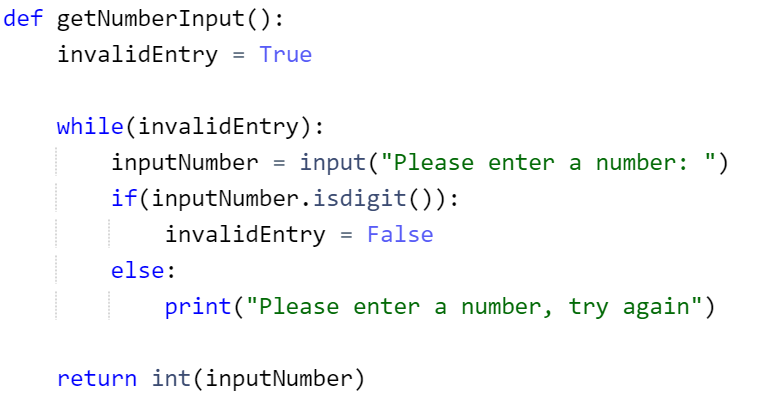 def getNumberInput():
    invalidEntry = True

    while(invalidEntry):
        inputNumber = input("Please enter a number: ")
        if(inputNumber.isdigit()):
            invalidEntry = False
        else:
            print("Please enter a number, try again")

    return int(inputNumber)